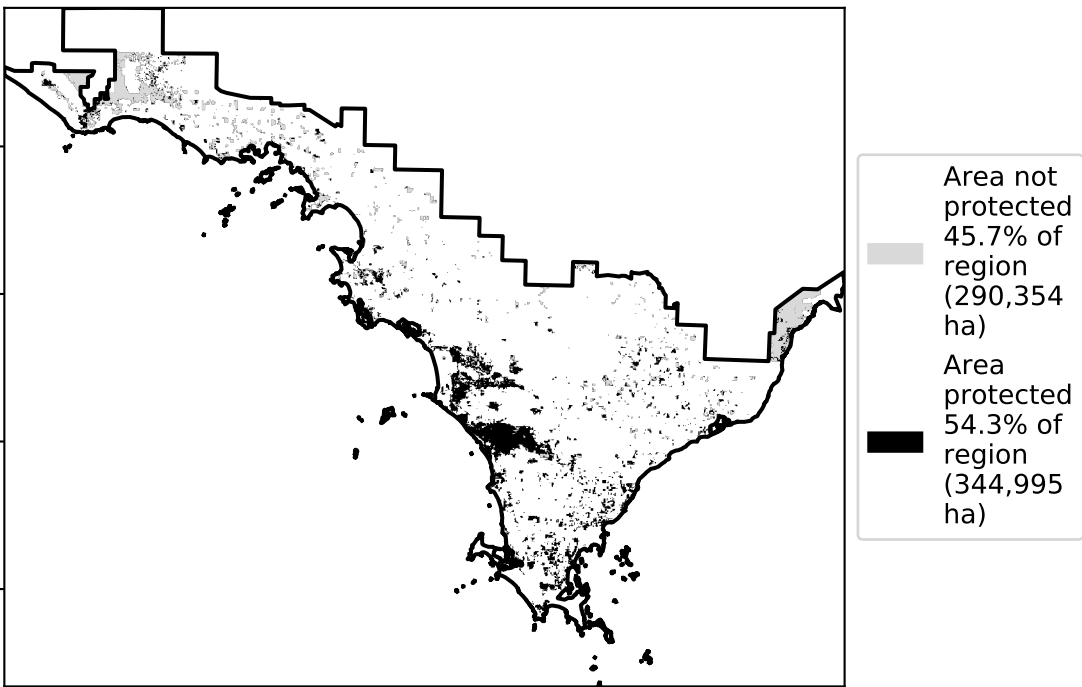 Area not
protected
45.7% of
region
(290,354
ha)
Area
protected
54.3% of
region
(344,995
ha)